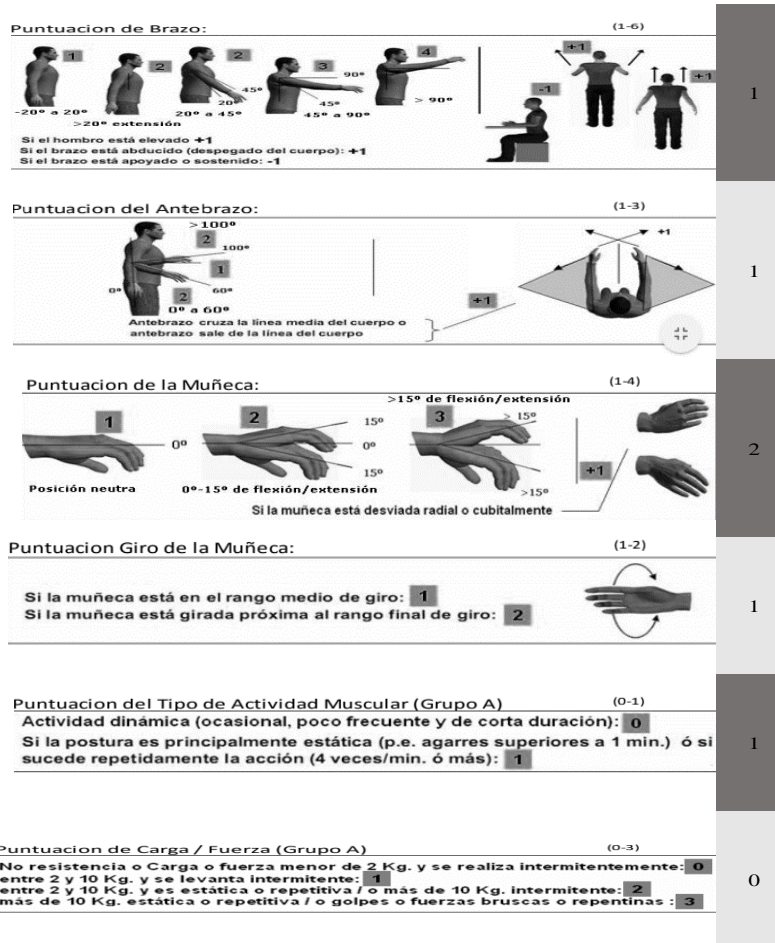 Puntuacion de Brazo: (1-6)
1 2 2 3 4 +1 -1 +1
-20º a 20º
>20º extensión
20º 45º
20º a 45º
90º
45º
45º a 90º
> 90º
Si el hombro está elevado +1
Si el brazo está abducido (despegado del cuerpo): +1
Si el brazo está apoyado o sostenido: -1
1
Puntuacion del Antebrazo: (1-3)
>100º
2
100º
1
0º
60º
2
0º a 60º
+1
+1
Antebrazo cruza la línea media del cuerpo o
antebrazo sale de la línea del cuerpo
1
Puntuacion de la Muñeca: (1-4)
1
0º
Posición neutra
2
15º
0º
15º
0º-15º de flexión/extensión
>15º de flexión/extensión
3
> 15º
>15º
+1
Si la muñeca está desviada radial o cubitalmente
2
Puntuacion Giro de la Muñeca: (1-2)
Si la muñeca está en el rango medio de giro: 1
Si la muñeca está girada próxima al rango final de giro: 2
1
Puntuacion del Tipo de Actividad Muscular (Grupo A) (0-1)
Actividad dinámica (ocasional, poco frecuente y de corta duración): 0
Si la postura es principalmente estática (p.e. agarres superiores a 1 min.) ó si
sucede repetidamente la acción (4 veces/min. ó más): 1
1
Puntuacion de Carga / Fuerza (Grupo A) (0-3)
No resistencia o Carga o fuerza menor de 2 Kg. y se realiza intermitentemente: 0
entre 2 y 10 Kg. y se levanta intermitente: 1
entre 2 y 10 Kg. y es estática o repetitiva / o más de 10 Kg. intermitente: 2
más de 10 Kg. estática o repetitiva / o golpes o fuerzas bruscas o repentinas : 3
0